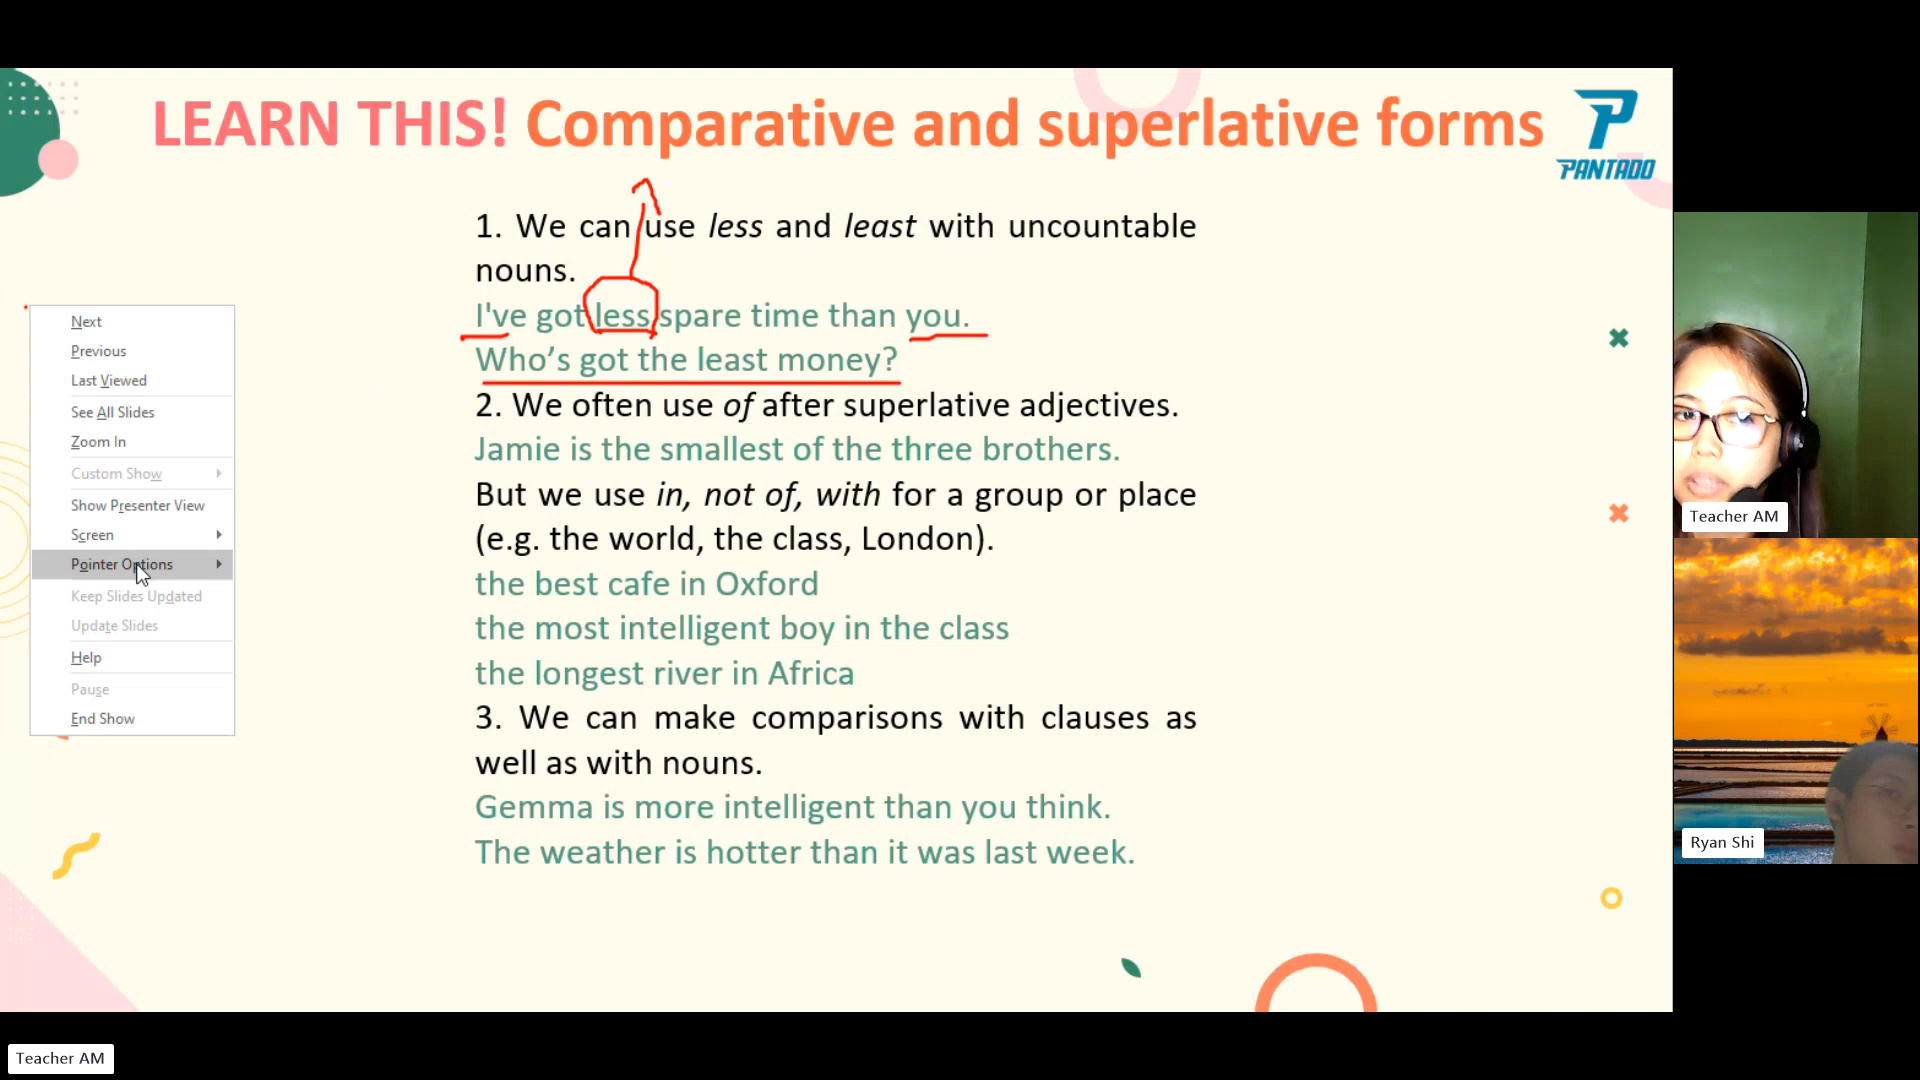 LEARN THIS! Comparative and superlative forms
PANTADO
1. We can use less and least with uncountable
nouns.
I've got less spare time than you.
Who’s got the least money?
2. We often use of after superlative adjectives.
Jamie is the smallest of the three brothers.
But we use in, not of, with for a group or place
(e.g. the world, the class, London).
the best cafe in Oxford
the most intelligent boy in the class
the longest river in Africa
3. We can make comparisons with clauses as
well as with nouns.
Gemma is more intelligent than you think.
The weather is hotter than it was last week.
Next
Previous
Last Viewed
See All Slides
Zoom In
Custom Show
Show Presenter View
Screen
Pointer Options
Keep Slides Updated
Update Slides
Help
Pause
End Show
Teacher AM
Ryan Shi
Teacher AM